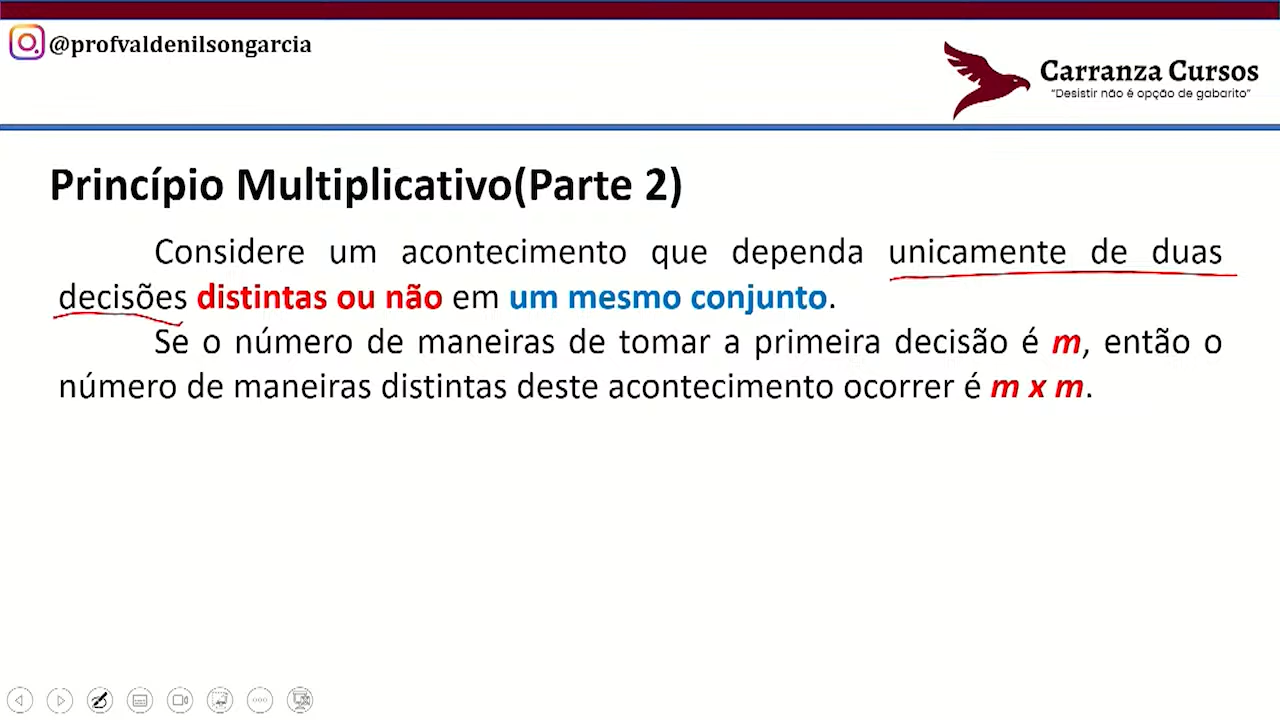 @profvaldenilsongarcia
Carranza Cursos
“Desistir não é opção de gabarito”
Princípio Multiplicativo(Parte 2)
Considere um acontecimento que dependa unicamente de duas
decisões distintas ou não em um mesmo conjunto.
Se o número de maneiras de tomar a primeira decisão é m, então o
número de maneiras distintas deste acontecimento ocorrer é m x m.